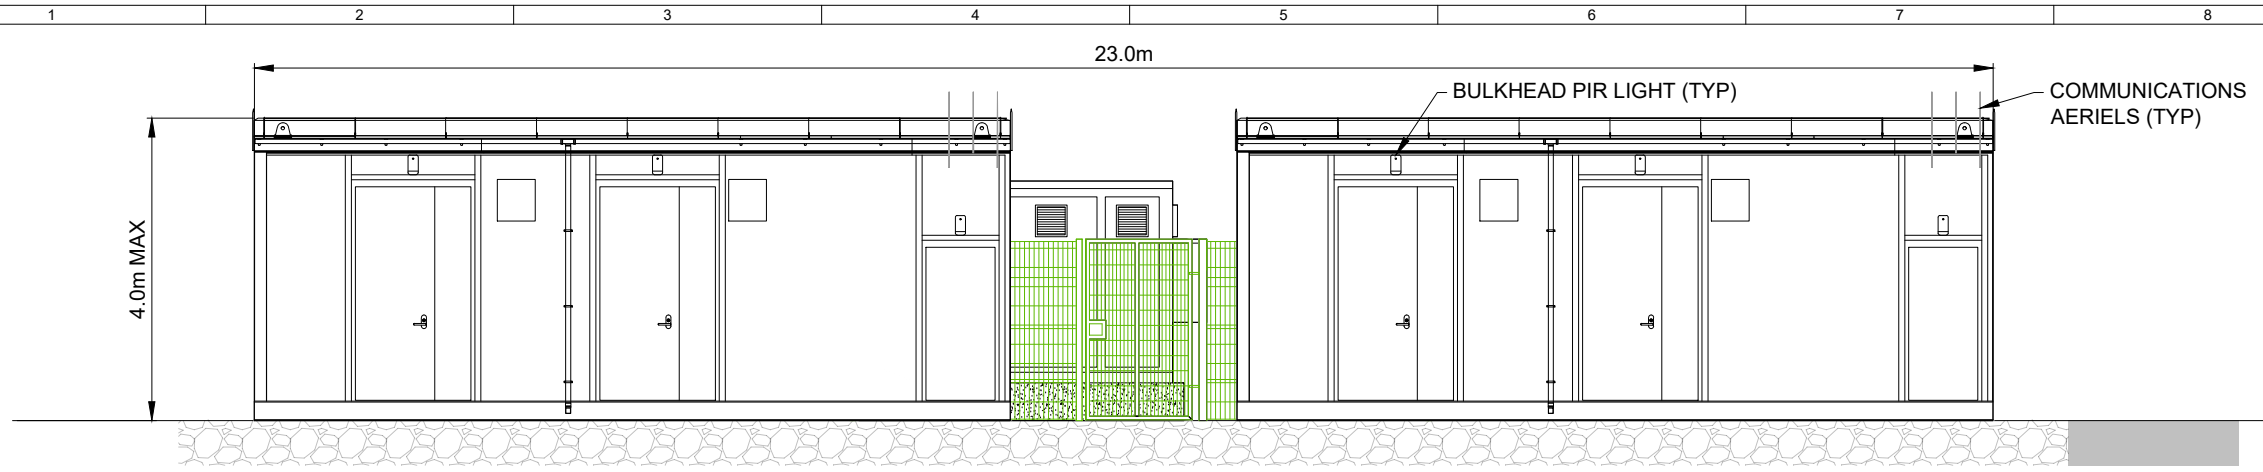 1 2 3 4 5 6 7 8
23.0m
BULKHEAD PIR LIGHT (TYP)
COMMUNICATIONS
AERIELS (TYP)
4.0m MAX